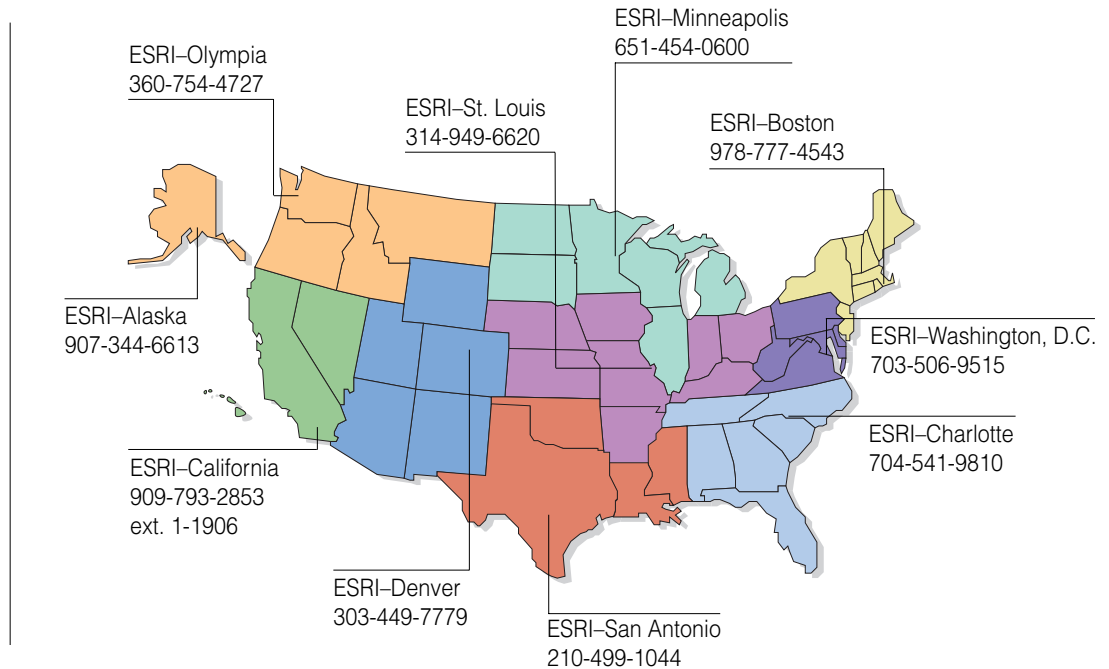 ESRI–Minneapolis
651-454-0600
ESRI–Olympia
360-754-4727
ESRI–St. Louis
314-949-6620
ESRI–Boston
978-777-4543
ESRI–Alaska
907-344-6613
ESRI–Washington, D.C.
703-506-9515
ESRI–Charlotte
704-541-9810
ESRI–California
909-793-2853
ext. 1-1906
ESRI–Denver
303-449-7779
ESRI–San Antonio
210-499-1044